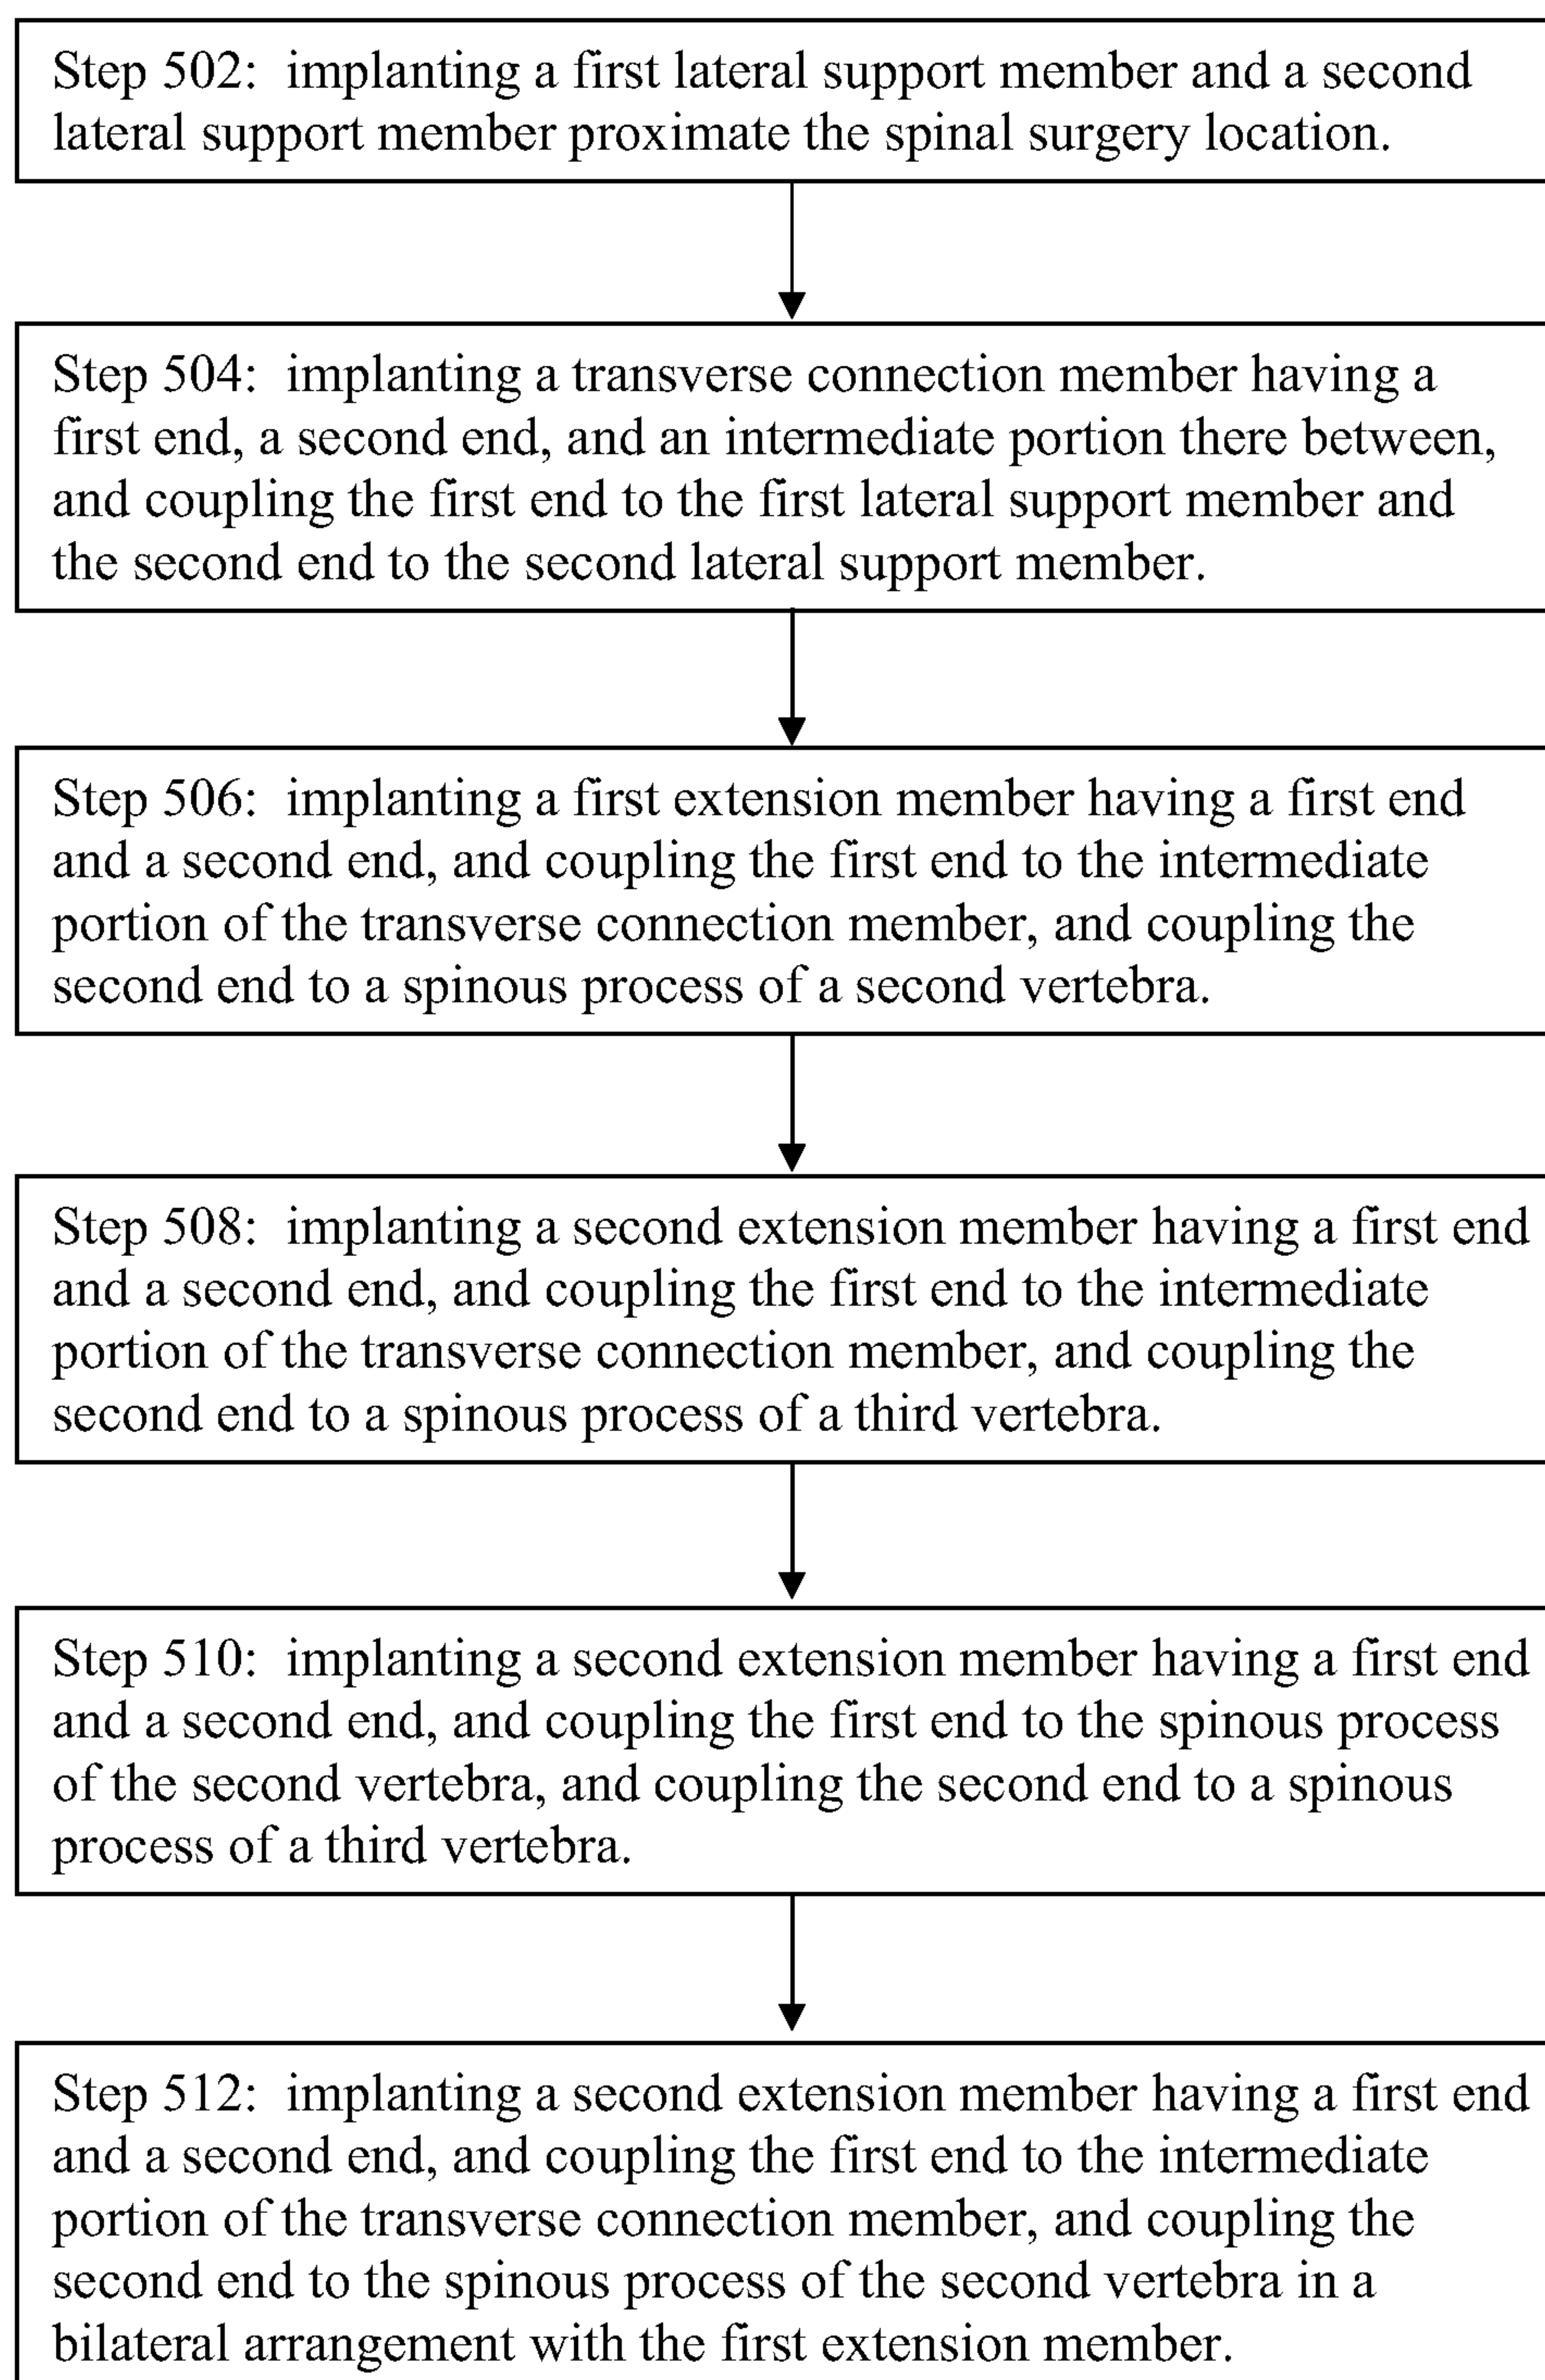 Step 502: implanting a first lateral support member and a second
lateral support member proximate the spinal surgery location.
Step 504: implanting a transverse connection member having a
first end, a second end, and an intermediate portion there between,
and coupling the first end to the first lateral support member and
the second end to the second lateral support member.
Step 506: implanting a first extension member having a first end
and a second end, and coupling the first end to the intermediate
portion of the transverse connection member, and coupling the
second end to a spinous process of a second vertebra.
Step 508: implanting a second extension member having a first end
and a second end, and coupling the first end to the intermediate
portion of the transverse connection member, and coupling the
second end to a spinous process of a third vertebra.
Step 510: implanting a second extension member having a first end
and a second end, and coupling the first end to the spinous process
of the second vertebra, and coupling the second end to a spinous
process of a third vertebra.
Step 512: implanting a second extension member having a first end
and a second end, and coupling the first end to the intermediate
portion of the transverse connection member, and coupling the
second end to the spinous process of the second vertebra in a
bilateral arrangement with the first extension member.